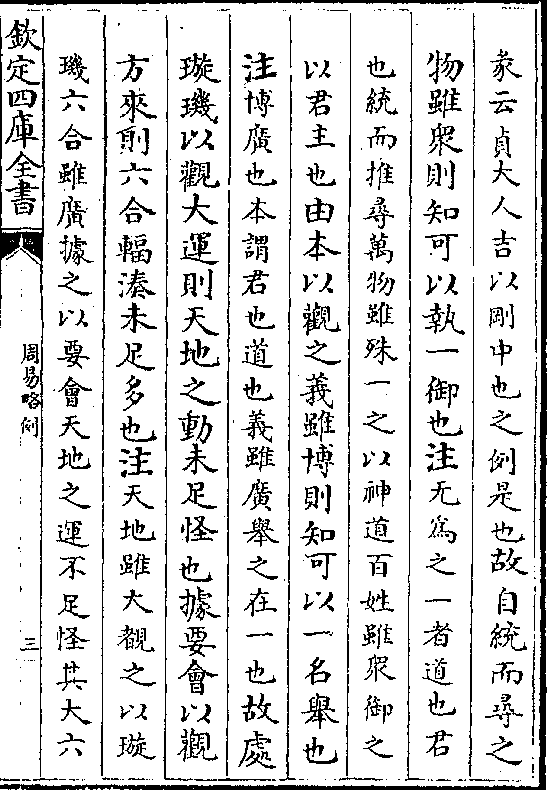 彖云貞大人吉以剛中也之例是也故自統而尋之
物雖衆則知可以執一御也注无為之一者道也君
也統而推尋萬物雖殊一之以神道百姓雖衆御之
以君主也由本以觀之義雖博則知可以一名舉也
注博廣也本謂君也道也義雖廣舉之在一也故處
璇璣以觀大運則天地之動未足怪也據要會以觀
方來則六合輻湊未足多也注天地雖大觀之以璇
璣六合雖廣據之以要會天地之運不足怪其大六
欽定四庫全書
周易略例
三